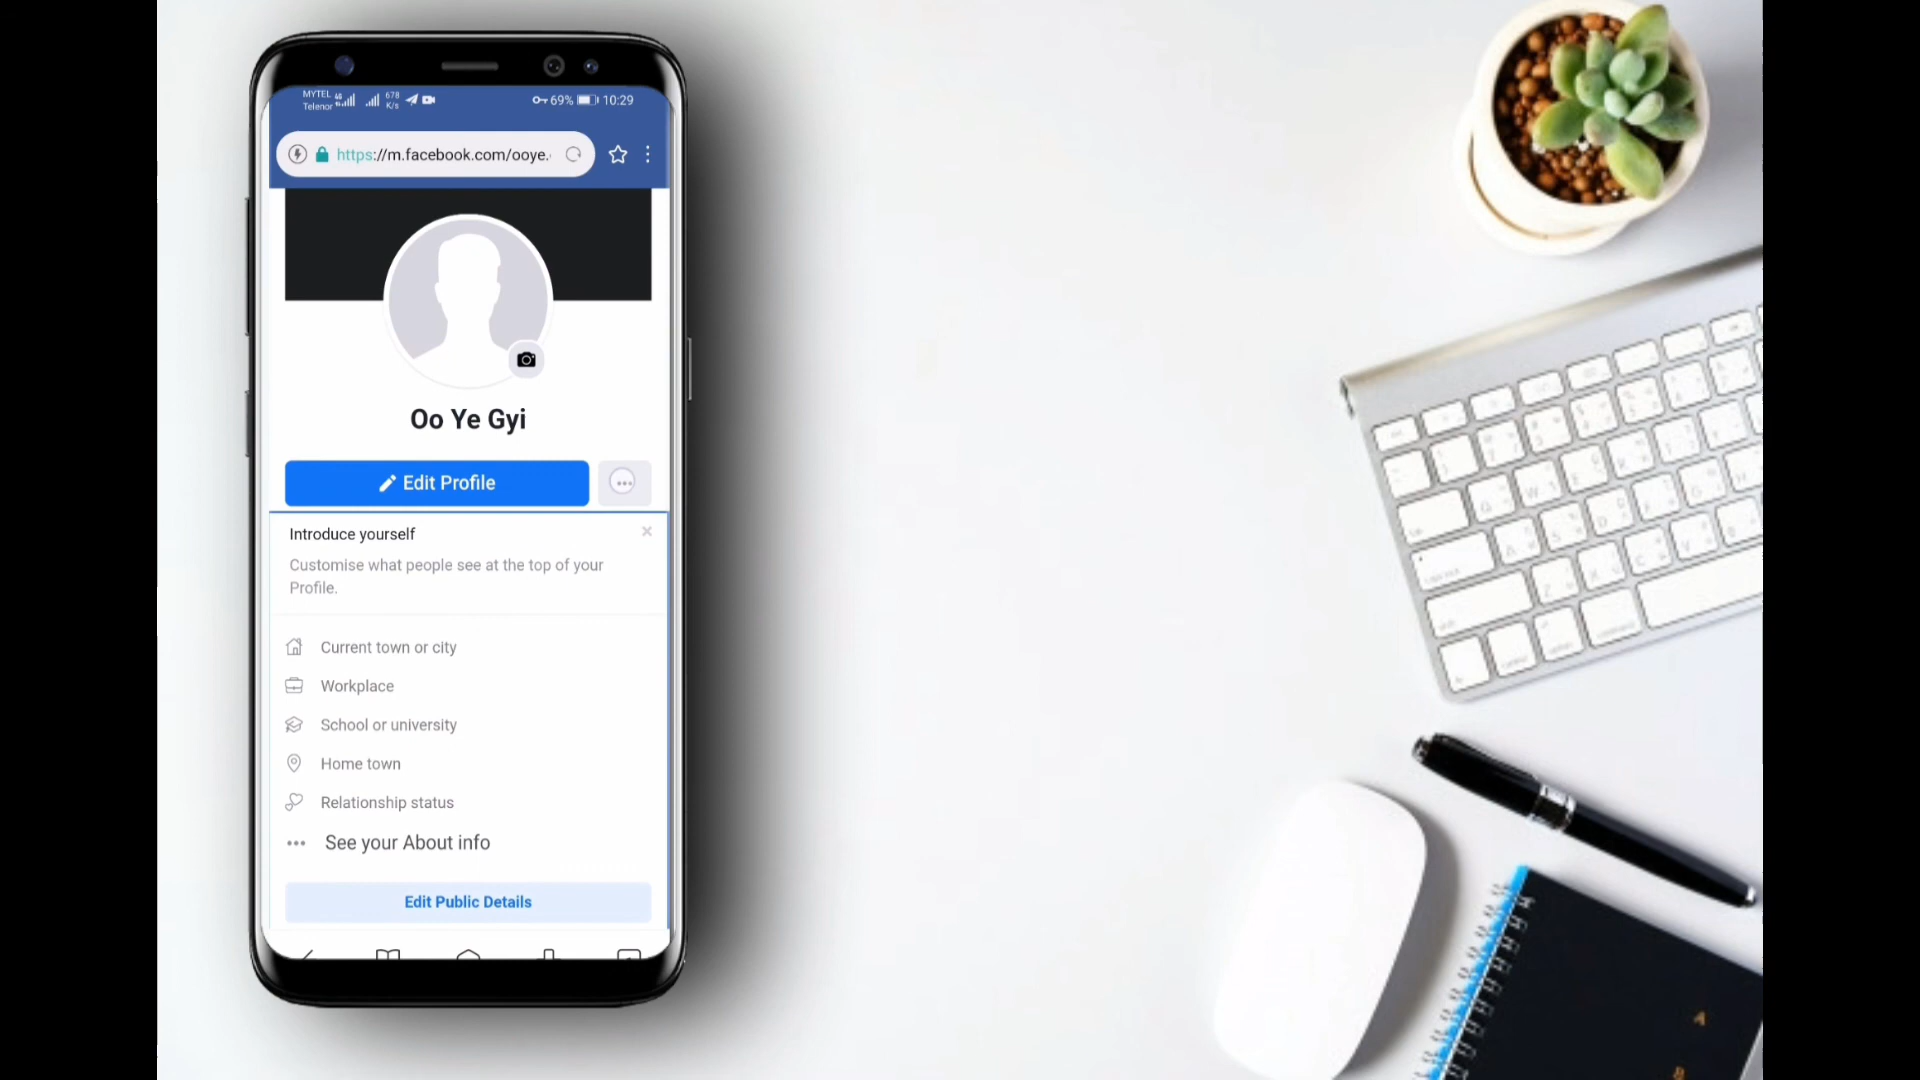 MYTEL 4G 678
Telenor K/s 69% 10:29
https://m.facebook.com/ooye.
Oo Ye Gyi
Edit Profile
Introduce yourself
Customise what people see at the top of your
Profile.
Current town or city
Workplace
School or university
Home town
Relationship status
See your About info
Edit Public Details
A
B